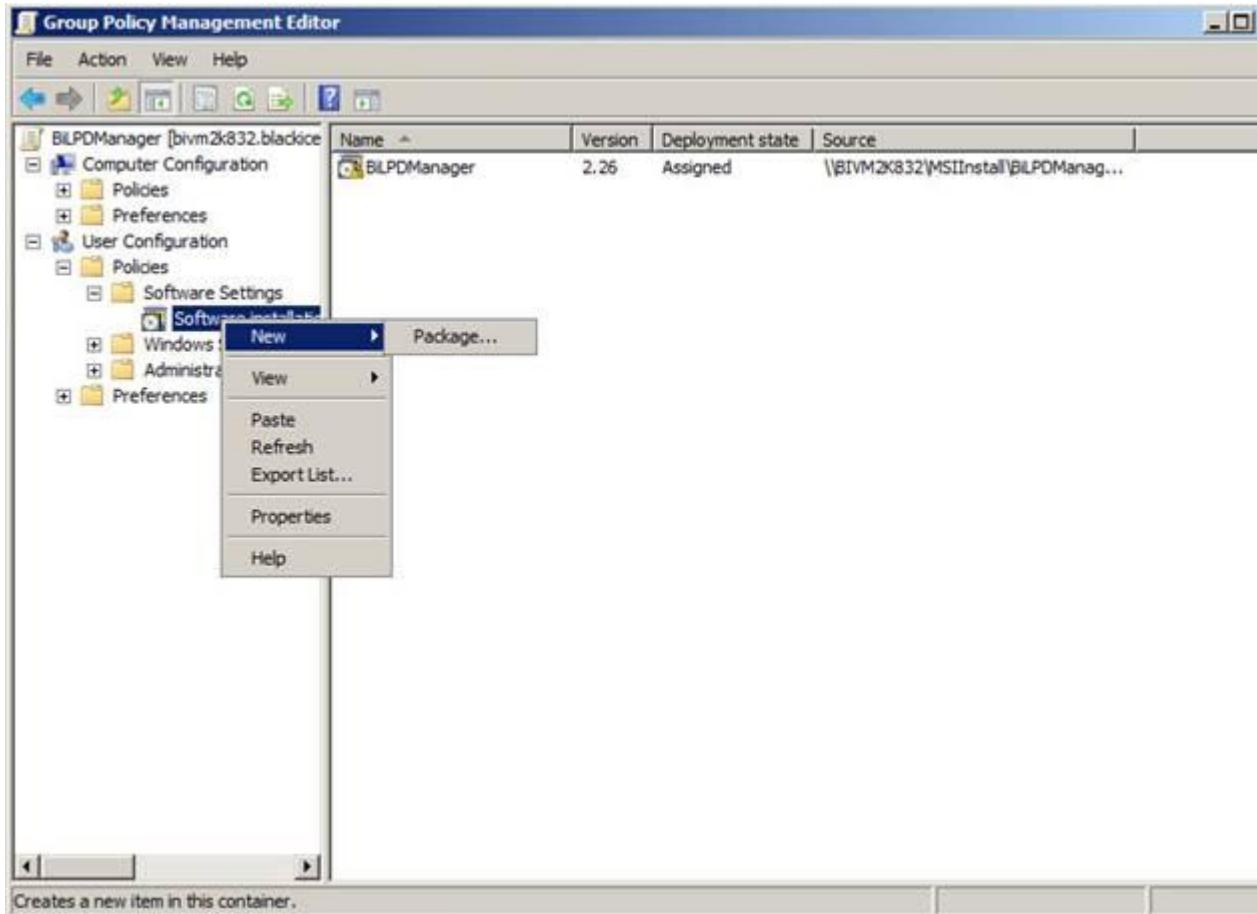 Group Policy Management Editor
File Action View Help
BiLPDManager [bivm2k832.blackice
Computer Configuration
Policies
Preferences
User Configuration
Policies
Software Settings
Software installatio
Windows S
Administra
Preferences
Name Version Deployment state Source
BiLPDManager 2.26 Assigned \\BIVM2K832\MSIInstall\BiLPDManag...
New
Package...
View
Paste
Refresh
Export List...
Properties
Help
Creates a new item in this container.